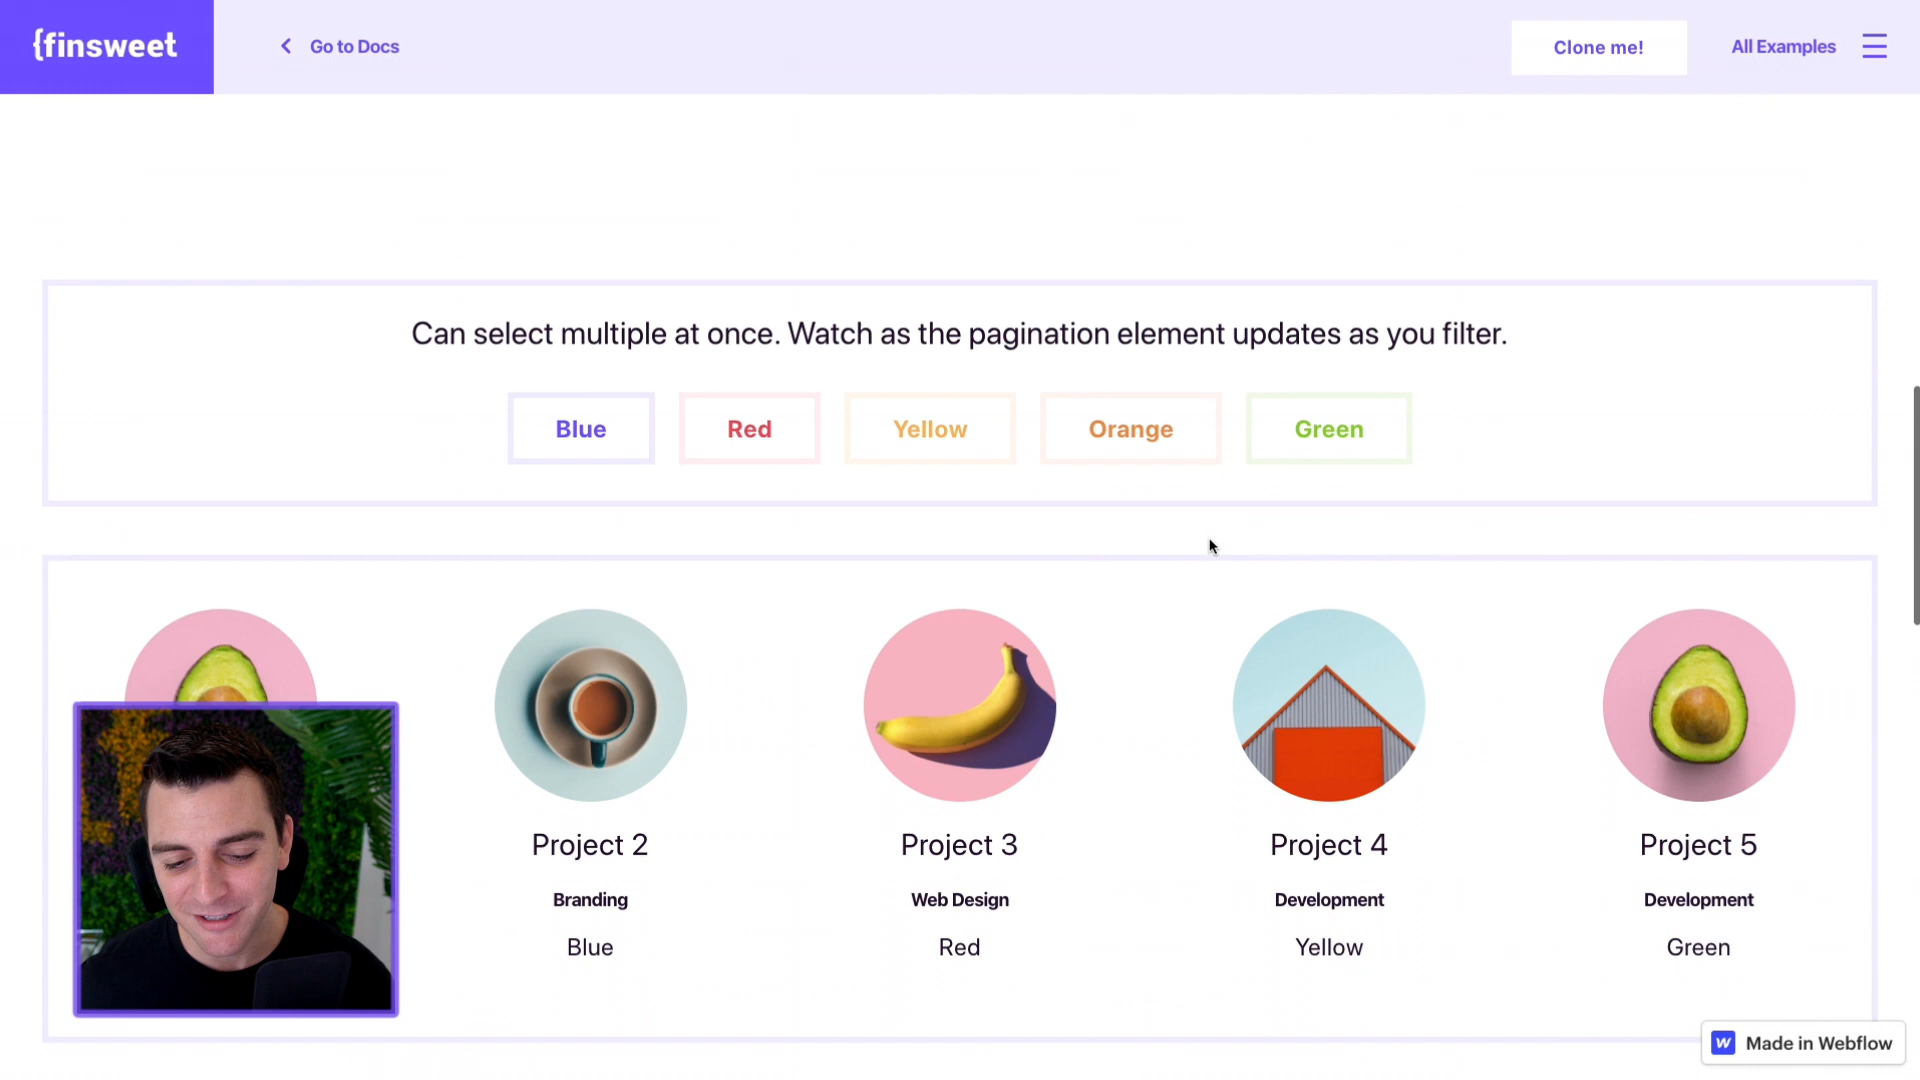 {finsweet
Go to Docs
Clone me!
All Examples
Can select multiple at once. Watch as the pagination element updates as you filter.
Blue
Red
Yellow
Orange
Green
Project 2
Branding
Blue
Project 3
Web Design
Red
Project 4
Development
Yellow
Project 5
Development
Green
W Made in Webflow